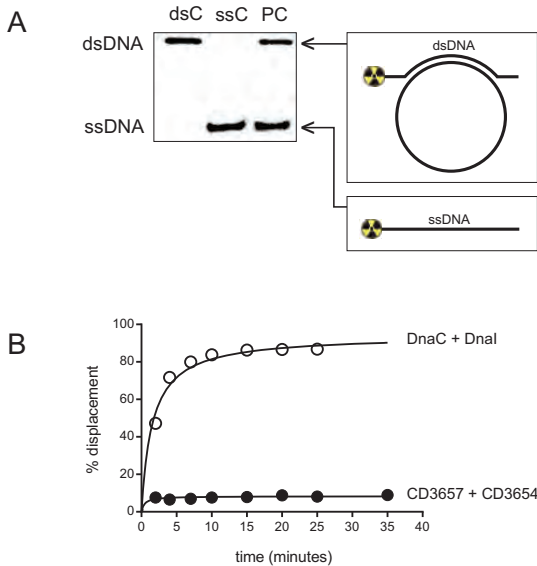 A
dsC ssC PC
dsDNA
ssDNA
dsDNA
ssDNA
B
100
80
60
40
20
0
% displacement
0 5 10 15 20 25 30 35 40
time (minutes)
DnaC + DnaI
CD3657 + CD3654